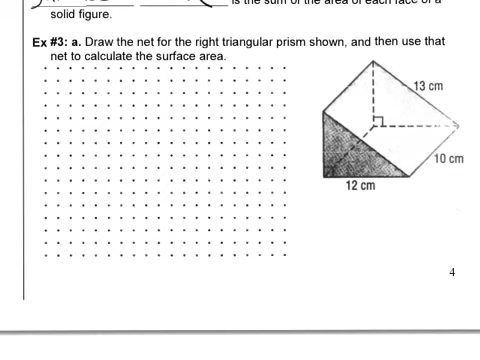 is the sum of the area of each face of a
solid figure.
Ex #3: a. Draw the net for the right triangular prism shown, and then use that
net to calculate the surface area.
13 cm
10 cm
12 cm
4